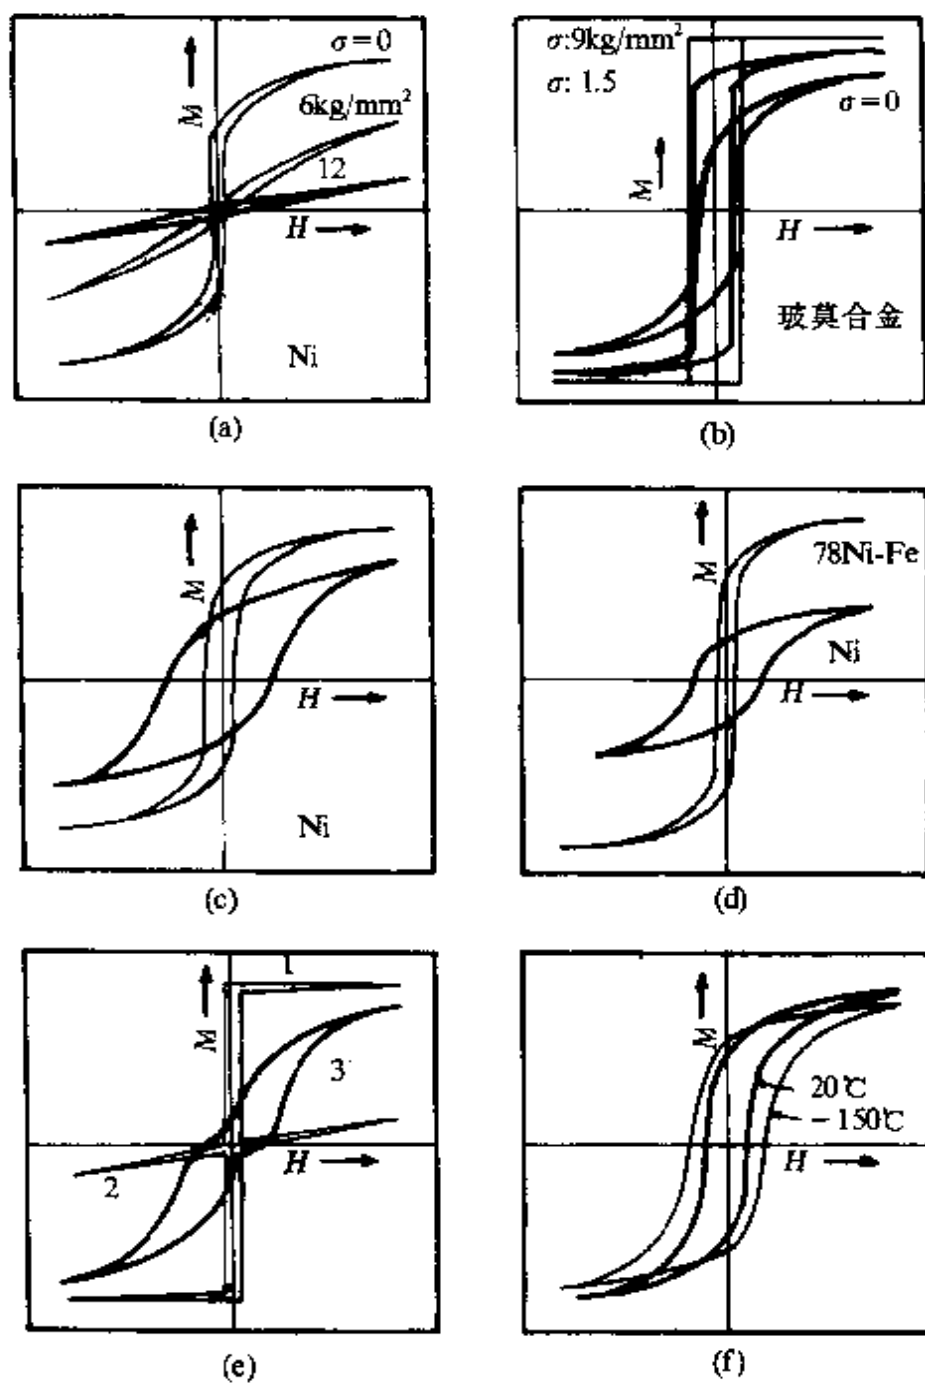 σ=0
M
6kg/mm²
12
H
Ni
(a)
σ:9kg/mm²
σ: 1.5
σ=0
M
H
玻莫合金
(b)
M
H
Ni
(c)
78Ni-Fe
M
Ni
H
(d)
1
M
3
H
2
(e)
M
20℃
-150℃
H
(f)